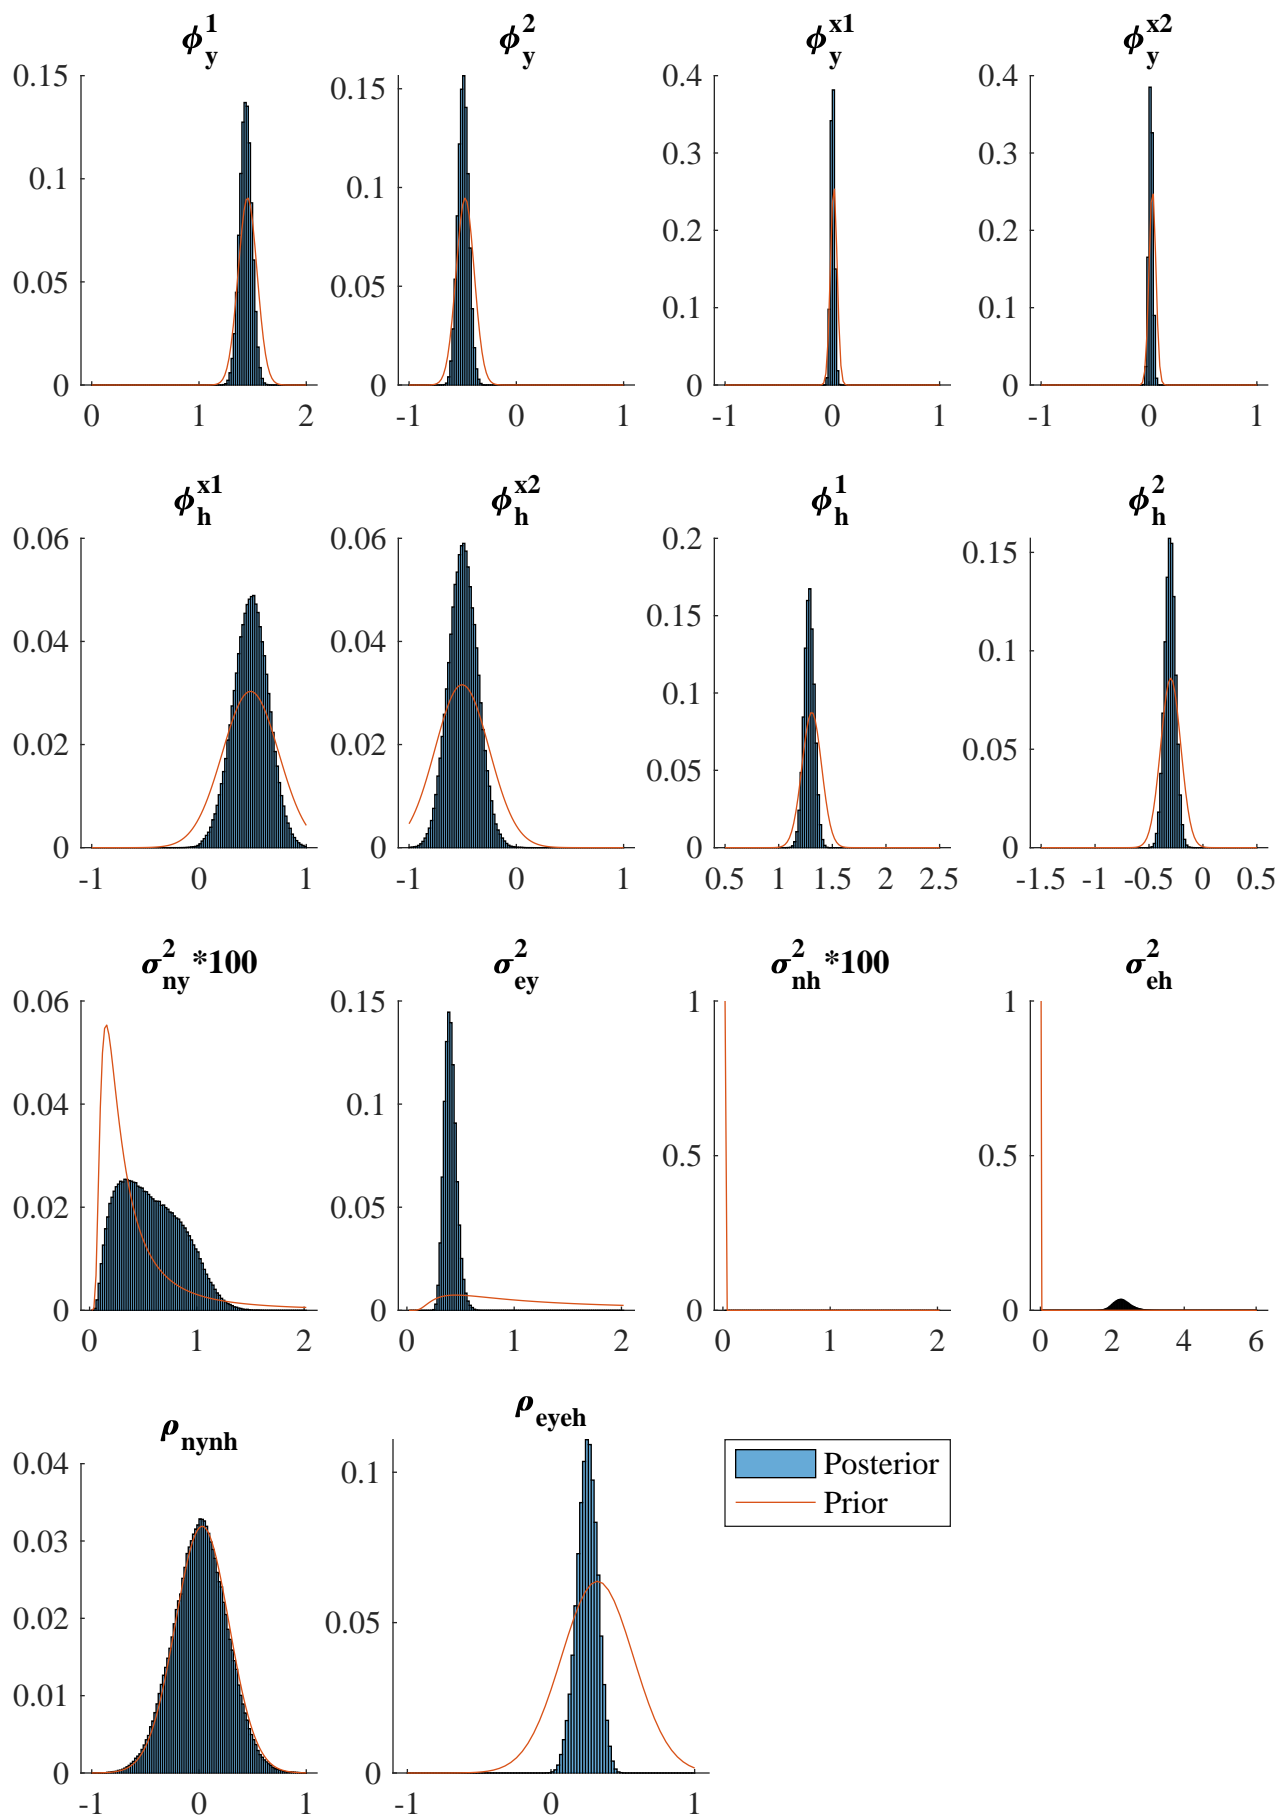 ϕ_y^1 ϕ_y^2 ϕ_y^x1 ϕ_y^x2
0.15 0.15 0.4 0.4
0.3 0.3
0.1 0.1
0.2 0.2
0.05 0.05
0.1 0.1
0 0 0 0
0 1 2 -1 0 1 -1 0 1 -1 0 1
ϕ_h^x1 ϕ_h^x2 ϕ_h^1 ϕ_h^2
0.06 0.06 0.2 0.15
0.04 0.04 0.15 0.1
0.1
0.02 0.02 0.05 0.05
0 0 0 0
-1 0 1 -1 0 1 0.5 1 1.5 2 2.5 -1.5 -1 -0.5 0 0.5
σ_ny^2 *100 σ_ey^2 σ_nh^2 *100 σ_eh^2
0.06 0.15 1 1
0.04 0.1
0.5 0.5
0.02 0.05
0 0 0 0
0 1 2 0 1 2 0 1 2 0 2 4 6
ρ_nynh ρ_eyeh
0.04 0.1 Posterior
0.03 Prior
0.02 0.05
0.01
0 0
-1 0 1 -1 0 1